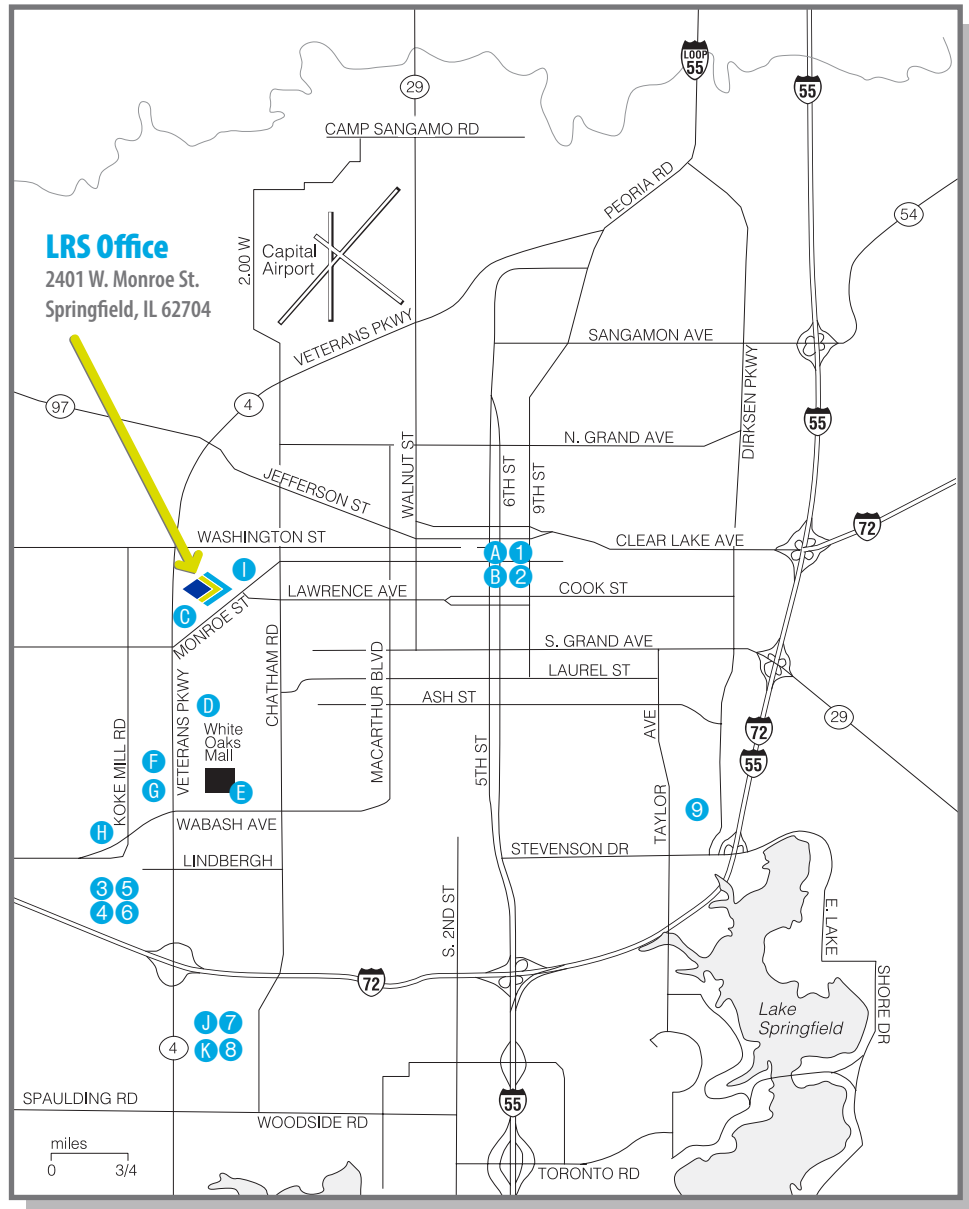 LOOP
55
55
29
CAMP SANGAMO RD
PEORIA RD
54
LRS Office
2401 W. Monroe St.
Springfield, IL 62704
2.00 W
Capital
Airport
VETERANS PKWY
SANGAMON AVE
DIRKSEN PKWY
97
4
55
N. GRAND AVE
WALNUT ST
6TH ST
9TH ST
JEFFERSON ST
72
WASHINGTON ST
CLEAR LAKE AVE
A
1
I
B
2
LAWRENCE AVE
COOK ST
C
MONROE ST
S. GRAND AVE
CHATHAM RD
MACARTHUR BLVD
LAUREL ST
ASH ST
D
VETERANS PKWY
White
Oaks
Mall
KOKE MILL RD
5TH ST
AVE
29
72
55
F
G
E
TAYLOR
9
WABASH AVE
H
STEVENSON DR
LINDBERGH
3
5
4
6
S. 2ND ST
E. LAKE
SHORE DR
72
Lake
Springfield
J
7
4
K
8
SPAULDING RD
55
WOODSIDE RD
miles
0
3/4
TORONTO RD